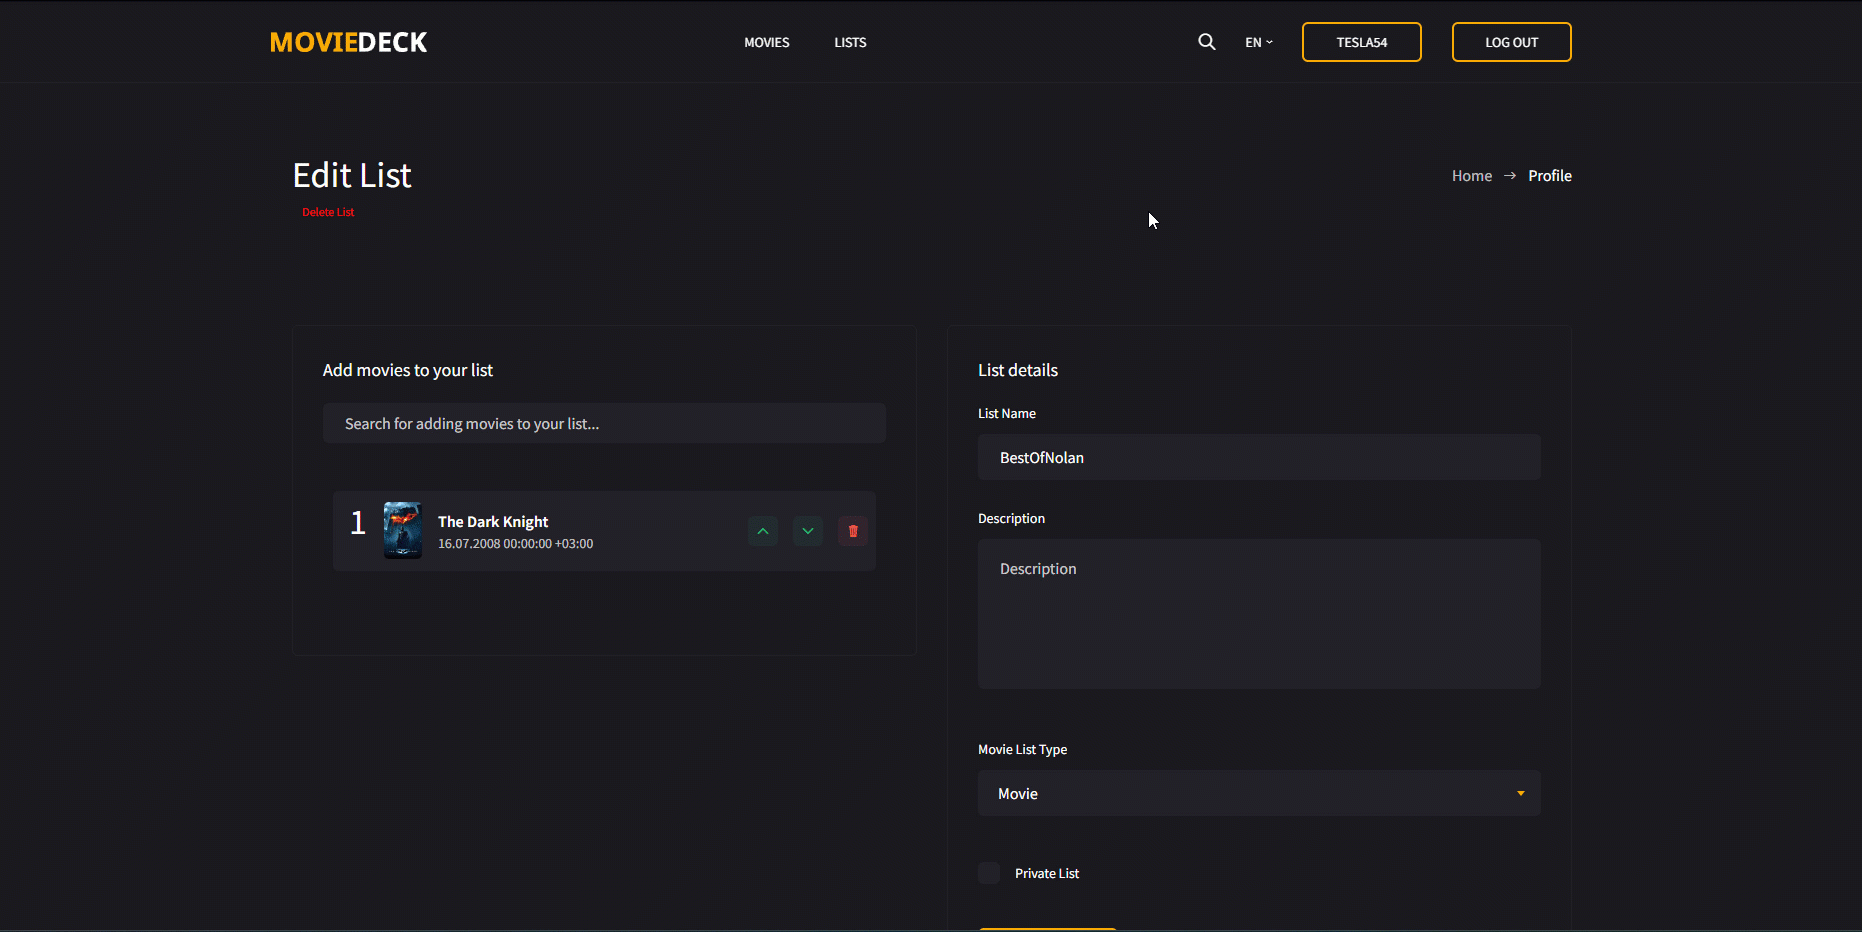 MOVIEDECK
MOVIES
LISTS
EN
TESLA54
LOG OUT
Edit List
Delete List
Home → Profile
Add movies to your list
Search for adding movies to your list...
1
The Dark Knight
16.07.2008 00:00:00 +03:00
List details
List Name
BestOfNolan
Description
Description
Movie List Type
Movie
Private List